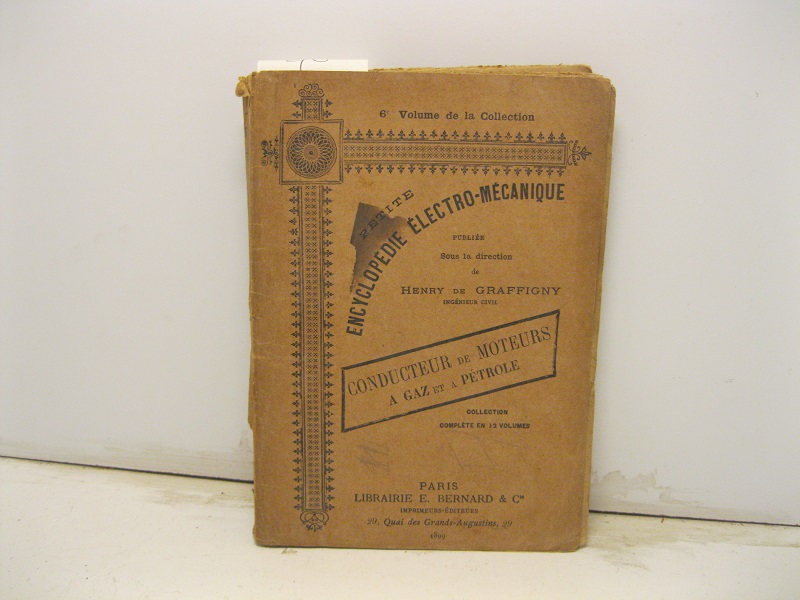 6e Volume de la Collection
PETITE
ENCYCLOPÉDIE ÉLECTRO-MÉCANIQUE
PUBLIÉE
Sous la direction
de
HENRY DE GRAFFIGNY
INGÉNIEUR CIVIL
CONDUCTEUR DE MOTEURS
A GAZ ET A PÉTROLE
COLLECTION
COMPLÈTE EN 12 VOLUMES
PARIS
LIBRAIRIE E. BERNARD & Cie
IMPRIMEURS-ÉDITEURS
29, Quai des Grands-Augustins, 29
1899